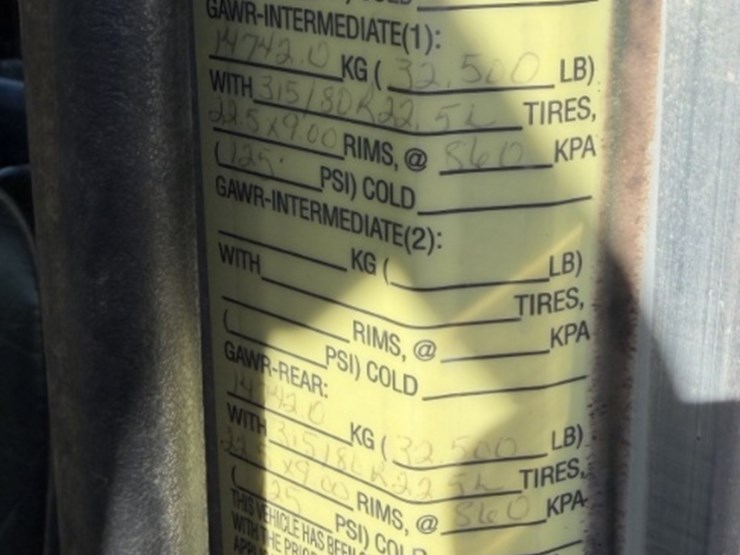 GAWR-INTERMEDIATE(1):
14742.0 KG ( 32,500 LB)
WITH 315/80R22.5L TIRES,
22.5x9.00 RIMS, @ 860 KPA
(125 PSI) COLD
GAWR-INTERMEDIATE(2):
KG ( LB)
WITH TIRES,
RIMS, @ KPA
( PSI) COLD
GAWR-REAR:
14742.0 KG ( 32,500 LB)
WITH 315/80R22.5L TIRES,
22.5x9.00 RIMS, @ 860 KPA
(125 PSI) COLD
THIS VEHICLE HAS BEEN
WITH THE